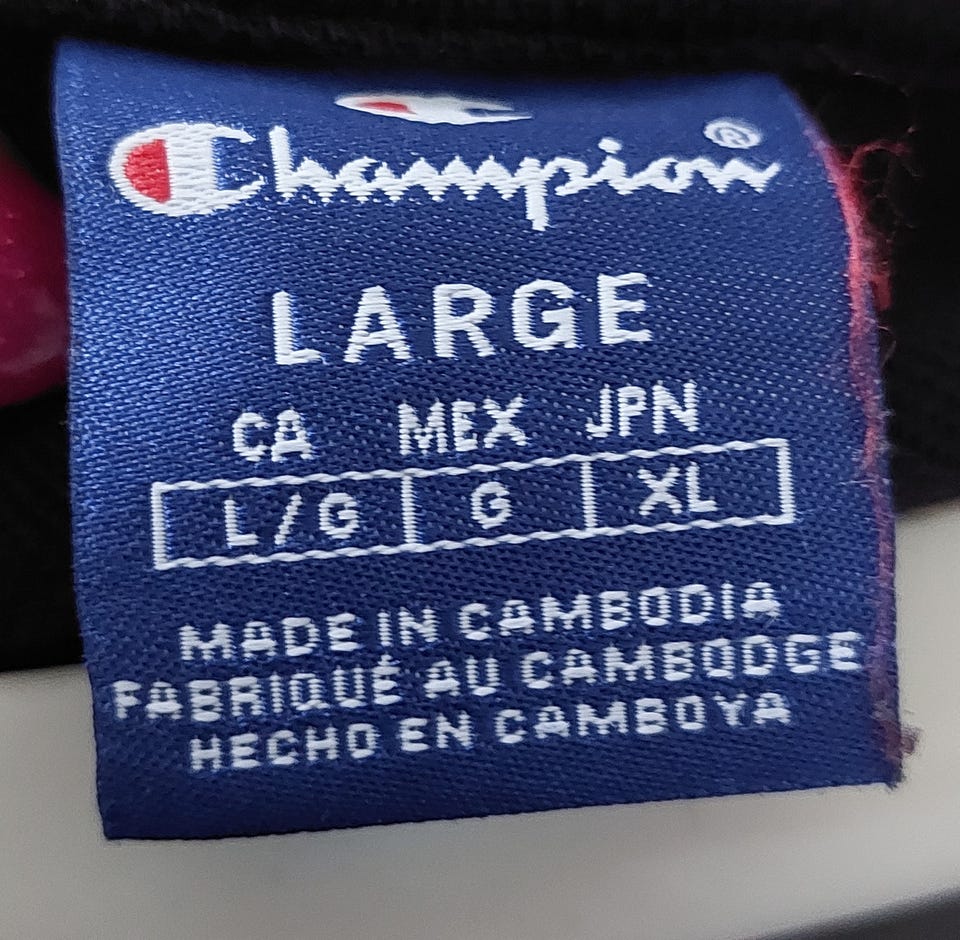 Champion®
LARGE
CA MEX JPN
L/G G XL
MADE IN CAMBODIA
FABRIQUÉ AU CAMBODGE
HECHO EN CAMBOYA